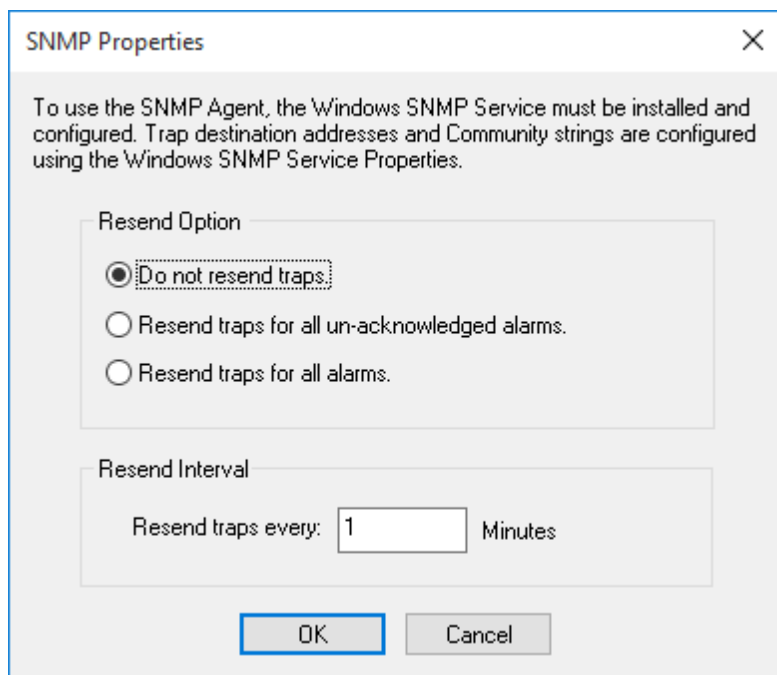 SNMP Properties
To use the SNMP Agent, the Windows SNMP Service must be installed and
configured. Trap destination addresses and Community strings are configured
using the Windows SNMP Service Properties.
Resend Option
Do not resend traps.
Resend traps for all un-acknowledged alarms.
Resend traps for all alarms.
Resend Interval
Resend traps every: 1 Minutes
OK Cancel